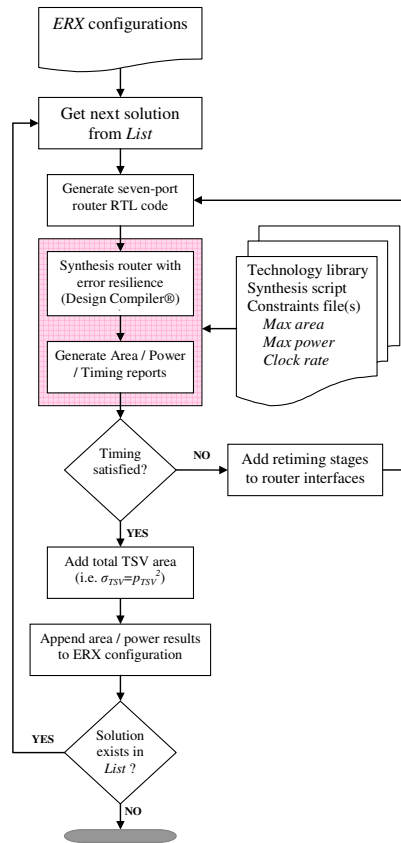 ERX configurations
Get next solution
from List
Generate seven-port
router RTL code
Synthesis router with
error resilience
(Design Compiler®)
Generate Area / Power
/ Timing reports
Technology library
Synthesis script
Constraints file(s)
Max area
Max power
Clock rate
Timing
satisfied?
NO
Add retiming stages
to router interfaces
YES
Add total TSV area
(i.e. σTSV=pTSV²)
Append area / power results
to ERX configuration
YES
Solution
exists in
List ?
NO